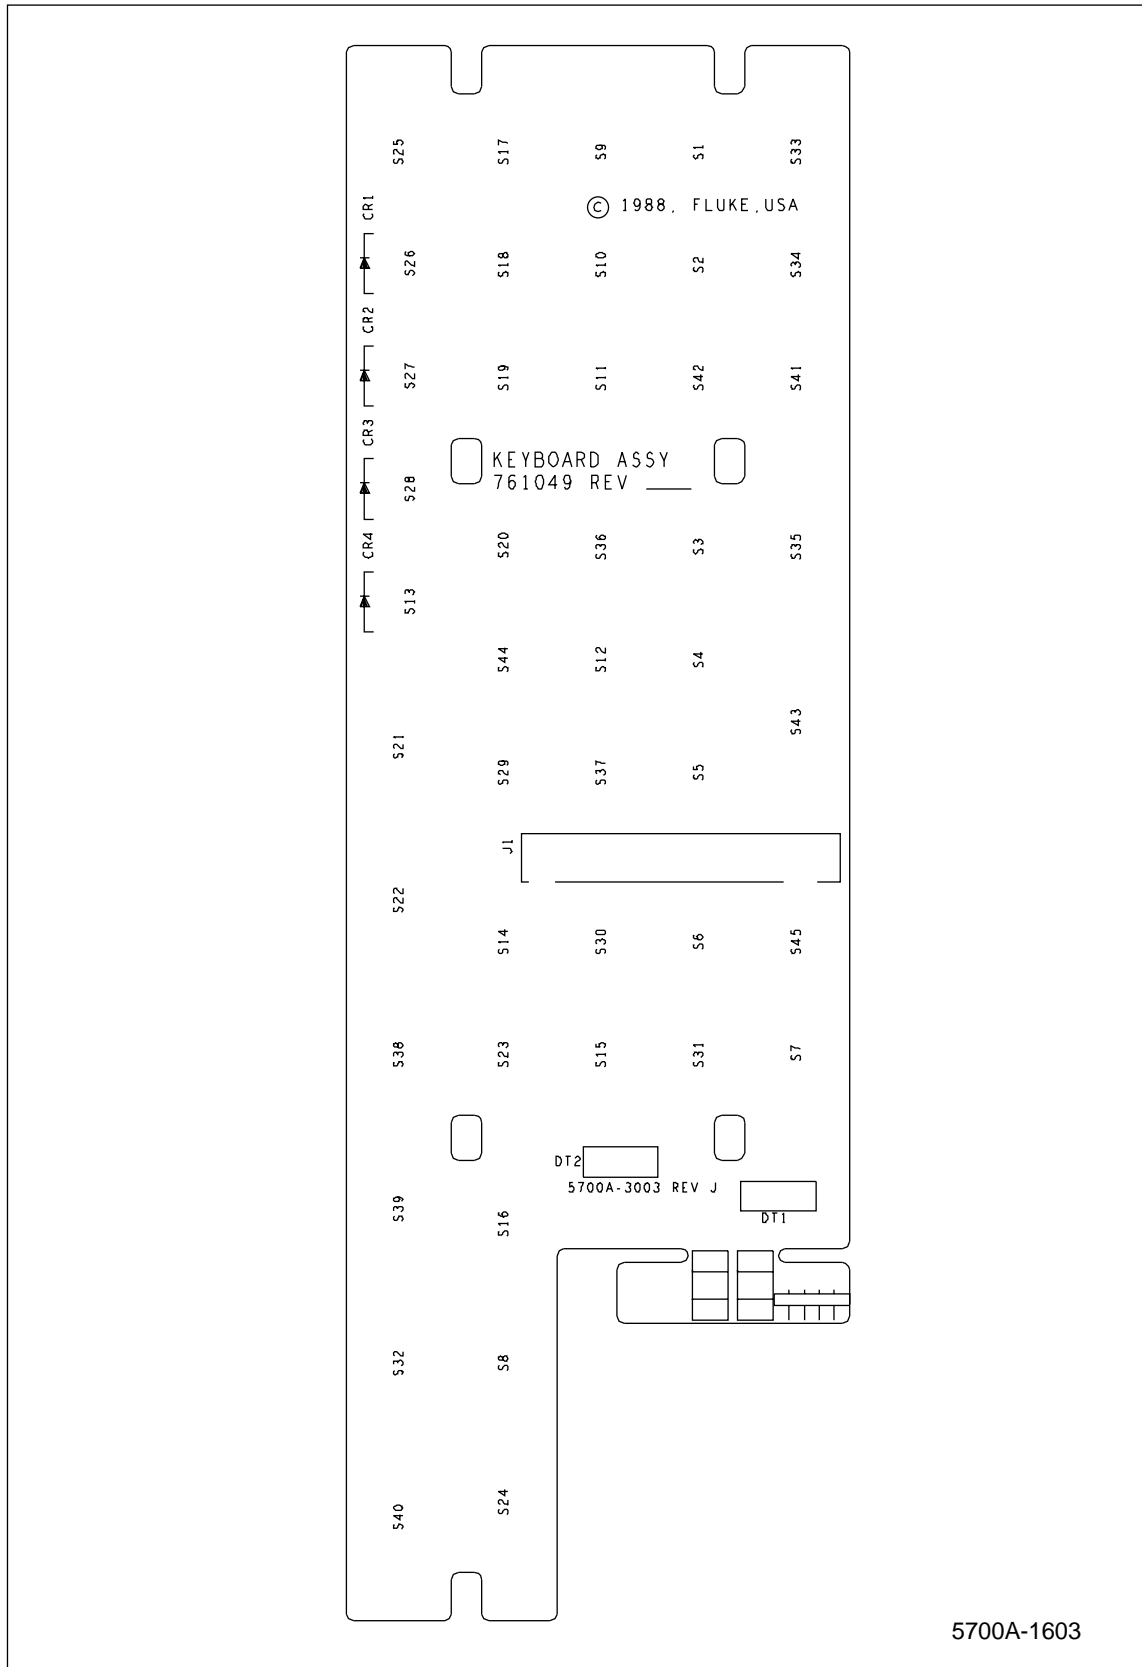 S25 S17 S9 S1 S33
CR1
© 1988, FLUKE,USA
S26 S18 S10 S2 S34
CR2
S27 S19 S11 S42 S41
CR3
KEYBOARD ASSY
761049 REV ____
S28
CR4 S20 S36 S3 S35
S13
S44 S12 S4
S43
S21
S29 S37 S5
J1
S22
S14 S30 S6 S45
S38 S23 S15 S31 S7
DT2
5700A-3003 REV J
S39 S16 DT1
S32 S8
S40 S24
5700A-1603